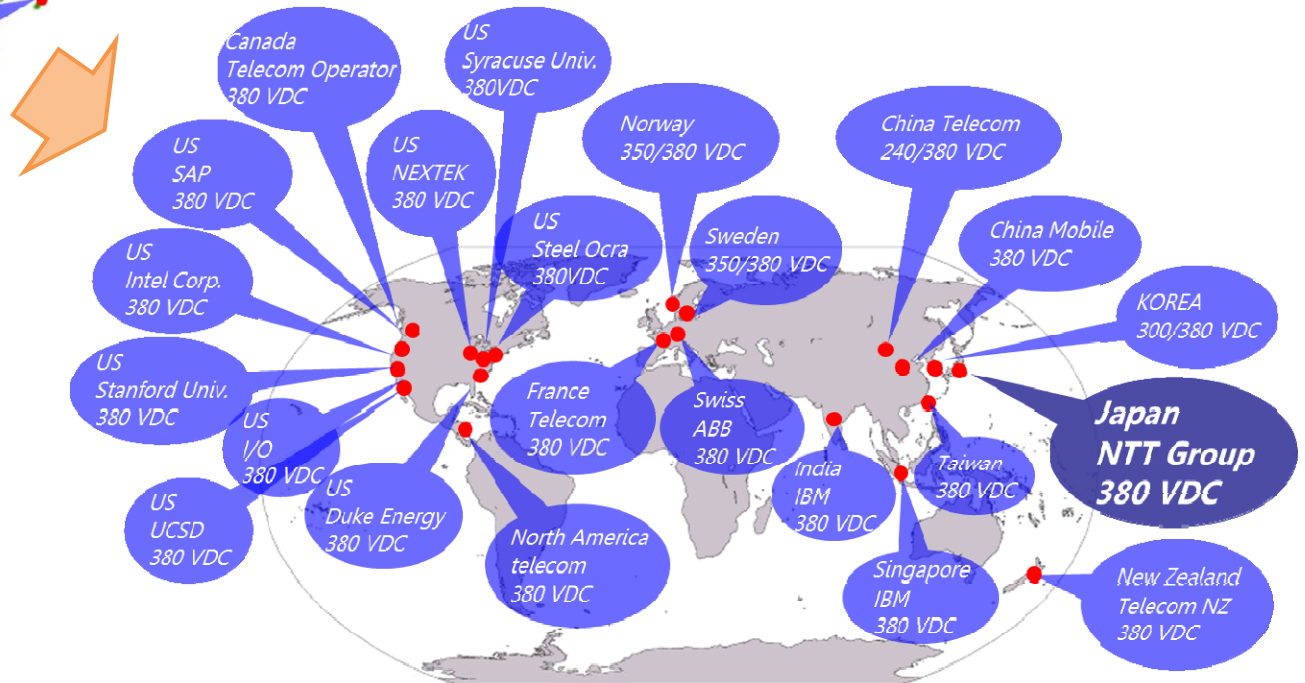 Canada
Telecom Operator
380 VDC
US
Syracuse Univ.
380VDC
US
SAP
380 VDC
US
NEXTEK
380 VDC
Norway
350/380 VDC
China Telecom
240/380 VDC
US
Intel Corp.
380 VDC
US
Steel Ocra
380VDC
Sweden
350/380 VDC
China Mobile
380 VDC
KOREA
300/380 VDC
US
Stanford Univ.
380 VDC
US
I/O
380 VDC
France
Telecom
380 VDC
Swiss
ABB
380 VDC
Japan
NTT Group
380 VDC
US
UCSD
380 VDC
US
Duke Energy
380 VDC
North America
telecom
380 VDC
India
IBM
380 VDC
Taiwan
380 VDC
Singapore
IBM
380 VDC
New Zealand
Telecom NZ
380 VDC